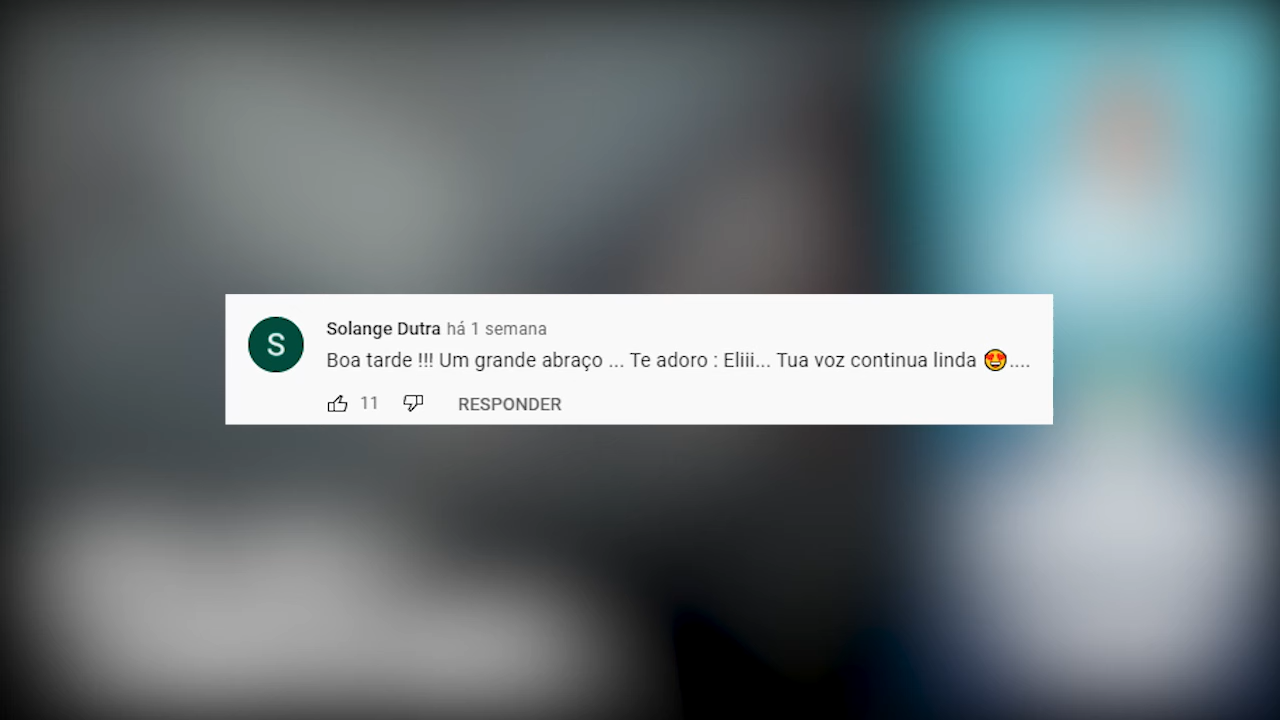 S
Solange Dutra há 1 semana
Boa tarde !!! Um grande abraço ... Te adoro : Eliii... Tua voz continua linda 😍....
11 RESPONDER